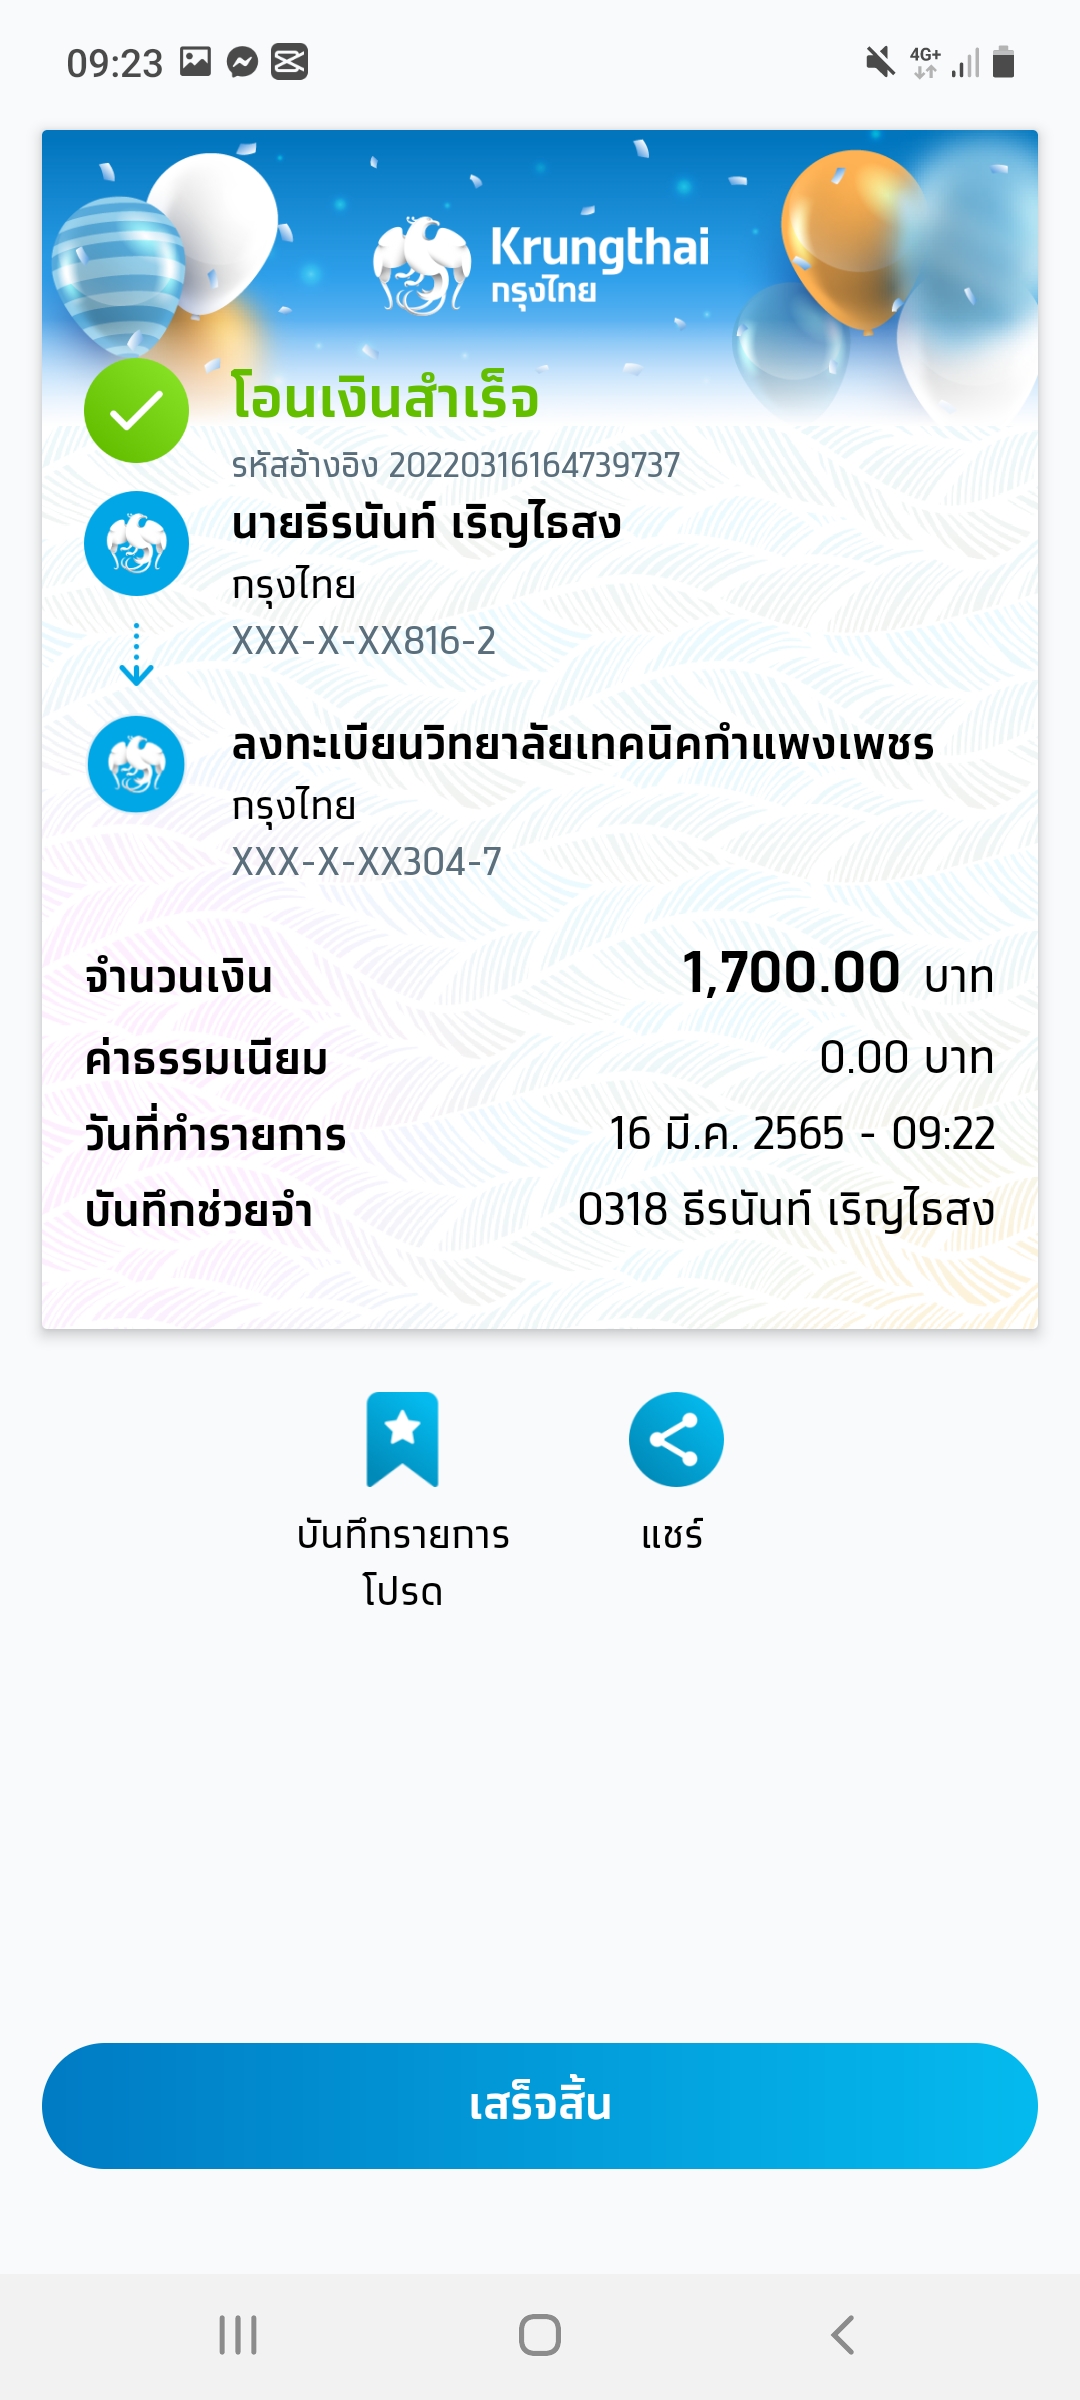 09:23
4G+
Krungthai
กรุงไทย
โอนเงินสำเร็จ
รหัสอ้างอิง 20220316164739737
นายธีรนันท์ เริญไธสง
กรุงไทย
XXX-X-XX816-2
ลงทะเบียนวิทยาลัยเทคนิคกำแพงเพชร
กรุงไทย
XXX-X-XX304-7
จำนวนเงิน 1,700.00 บาท
ค่าธรรมเนียม 0.00 บาท
วันที่ทำรายการ 16 มี.ค. 2565 - 09:22
บันทึกช่วยจำ 0318 ธีรนันท์ เริญไธสง
บันทึกรายการ
โปรด
แชร์
เสร็จสิ้น